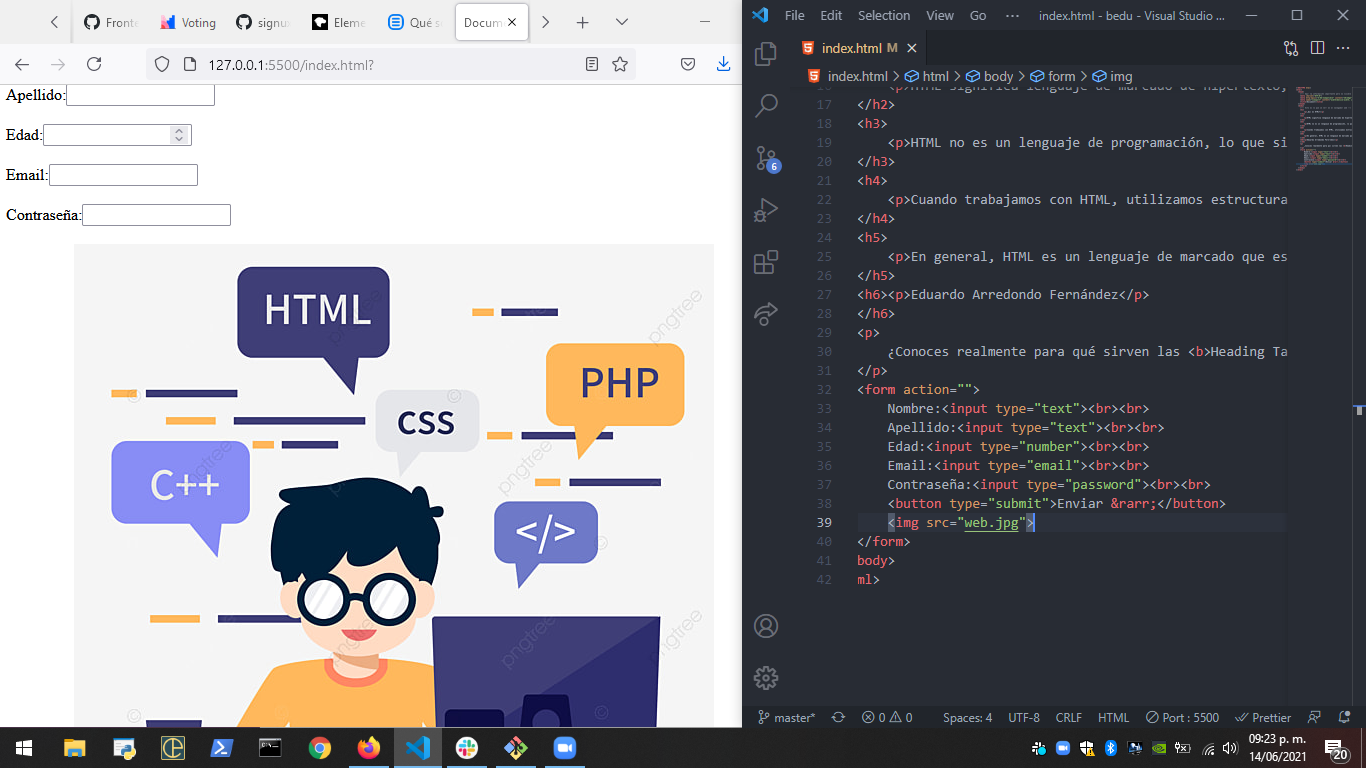 Fronte
Voting
signu
Eleme
Qué s
Docum
127.0.0.1:5500/index.html?
Apellido:
Edad:
Email:
Contraseña:
HTML
PHP
CSS
C++
</>
pngtree
pngtree
pngtree
pngtree
pngtree
©
©
©
©
©
File Edit Selection View Go ··· index.html - bedu - Visual Studio ...
index.html M
index.html > html > body > form > img
6
<p>HTML significa lenguaje de marcado de hipertexto,
17 </h2>
18 <h3>
19 <p>HTML no es un lenguaje de programación, lo que si
20 </h3>
21 <h4>
22 <p>Cuando trabajamos con HTML, utilizamos estructura
23 </h4>
24 <h5>
25 <p>En general, HTML es un lenguaje de marcado que es
26 </h5>
27 <h6><p>Eduardo Arredondo Fernández</p>
28 </h6>
29 <p>
30 ¿Conoces realmente para qué sirven las <b>Heading Ta
31 </p>
32 <form action="">
33 Nombre:<input type="text"><br><br>
34 Apellido:<input type="text"><br><br>
35 Edad:<input type="number"><br><br>
36 Email:<input type="email"><br><br>
37 Contraseña:<input type="password"><br><br>
38 <button type="submit">Enviar &rarr;</button>
39 <img src="web.jpg">
40 </form>
41 body>
42 ml>
master* 0 0 Spaces: 4 UTF-8 CRLF HTML Port : 5500 Prettier
09:23 p. m.
14/06/2021
20